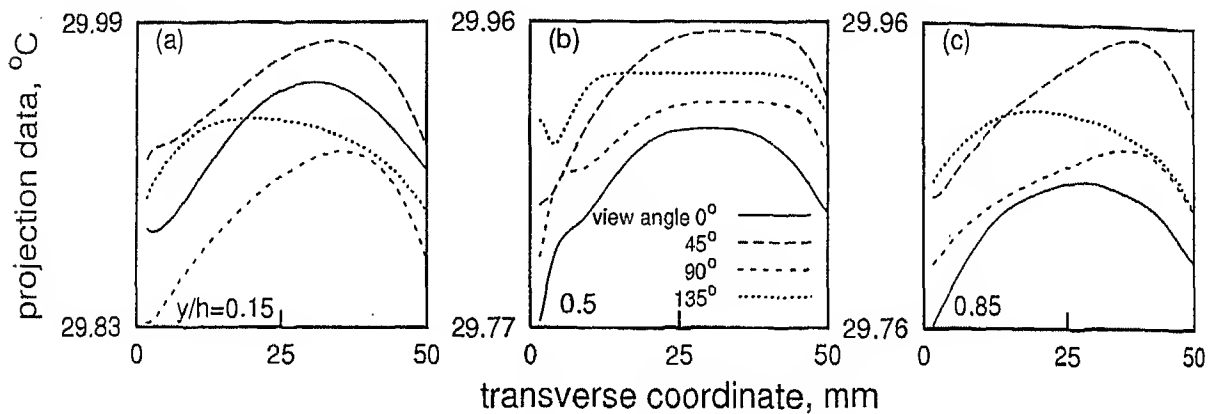 29.99
(a)
29.96
(b)
29.96
(c)
projection data, °C
view angle 0°
45°
90°
135°
y/h=0.15
0.5
0.85
29.83
29.77
29.76
0
25
50
0
25
50
0
25
50
transverse coordinate, mm